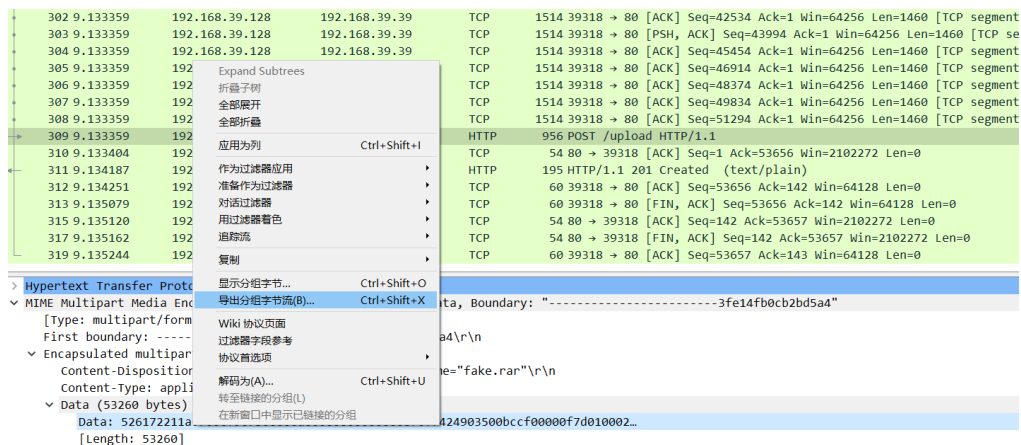 302 9.133359 192.168.39.128 192.168.39.39 TCP 1514 39318 → 80 [ACK] Seq=42534 Ack=1 Win=64256 Len=1460 [TCP segment
303 9.133359 192.168.39.128 192.168.39.39 TCP 1514 39318 → 80 [PSH, ACK] Seq=43994 Ack=1 Win=64256 Len=1460 [TCP se
304 9.133359 192.168.39.128 192.168.39.39 TCP 1514 39318 → 80 [ACK] Seq=45454 Ack=1 Win=64256 Len=1460 [TCP segment
305 9.133359 192 TCP 1514 39318 → 80 [ACK] Seq=46914 Ack=1 Win=64256 Len=1460 [TCP segment
306 9.133359 192 TCP 1514 39318 → 80 [ACK] Seq=48374 Ack=1 Win=64256 Len=1460 [TCP segment
307 9.133359 192 TCP 1514 39318 → 80 [ACK] Seq=49834 Ack=1 Win=64256 Len=1460 [TCP segment
308 9.133359 192 TCP 1514 39318 → 80 [ACK] Seq=51294 Ack=1 Win=64256 Len=1460 [TCP segment
309 9.133359 192 HTTP 956 POST /upload HTTP/1.1
310 9.133404 192 TCP 54 80 → 39318 [ACK] Seq=1 Ack=53656 Win=2102272 Len=0
311 9.134187 192 HTTP 195 HTTP/1.1 201 Created (text/plain)
312 9.134251 192 TCP 60 39318 → 80 [ACK] Seq=53656 Ack=142 Win=64128 Len=0
313 9.135079 192 TCP 60 39318 → 80 [FIN, ACK] Seq=53656 Ack=142 Win=64128 Len=0
315 9.135120 192 TCP 54 80 → 39318 [ACK] Seq=142 Ack=53657 Win=2102272 Len=0
317 9.135162 192 TCP 54 80 → 39318 [FIN, ACK] Seq=142 Ack=53657 Win=2102272 Len=0
319 9.135244 192 TCP 60 39318 → 80 [ACK] Seq=53657 Ack=143 Win=64128 Len=0
Expand Subtrees
折叠子树
全部展开
全部折叠
应用为列 Ctrl+Shift+I
作为过滤器应用
准备作为过滤器
对话过滤器
用过滤器着色
追踪流
复制
显示分组字节... Ctrl+Shift+O
导出分组字节流(B)... Ctrl+Shift+X
Wiki 协议页面
过滤器字段参考
协议首选项
解码为(A)... Ctrl+Shift+U
转至链接的分组(L)
在新窗口中显示已链接的分组
Hypertext Transfer Proto
MIME Multipart Media Enc ta, Boundary: "------------------------3fe14fb0cb2bd5a4"
[Type: multipart/form
First boundary: ----- a4\r\n
Encapsulated multipar
Content-Disposition me="fake.rar"\r\n
Content-Type: appli
Data (53260 bytes)
Data: 526172211a 424903500bccf00000f7d010002…
[Length: 53260]